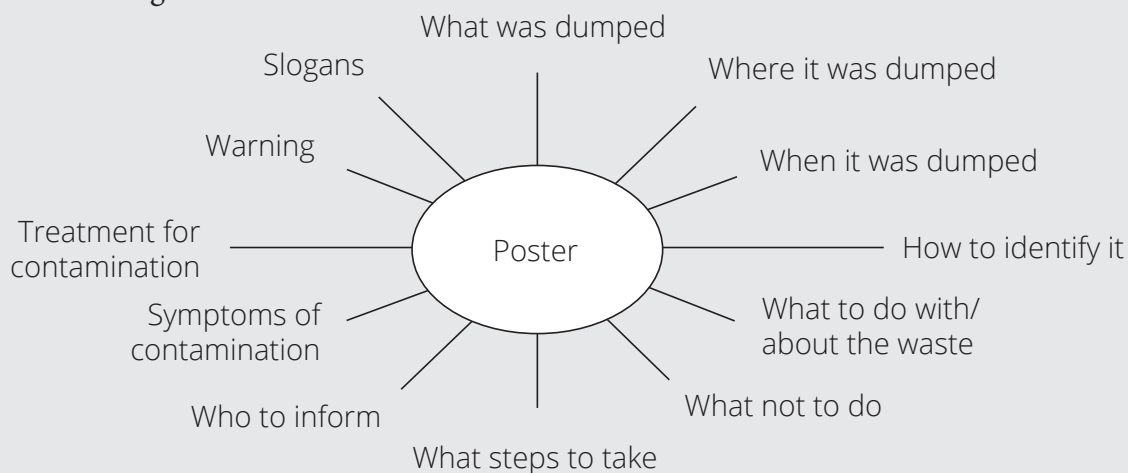 What was dumped
Slogans
Where it was dumped
Warning
When it was dumped
Treatment for
contamination
Poster
How to identify it
Symptoms of
contamination
What to do with/
about the waste
Who to inform
What not to do
What steps to take